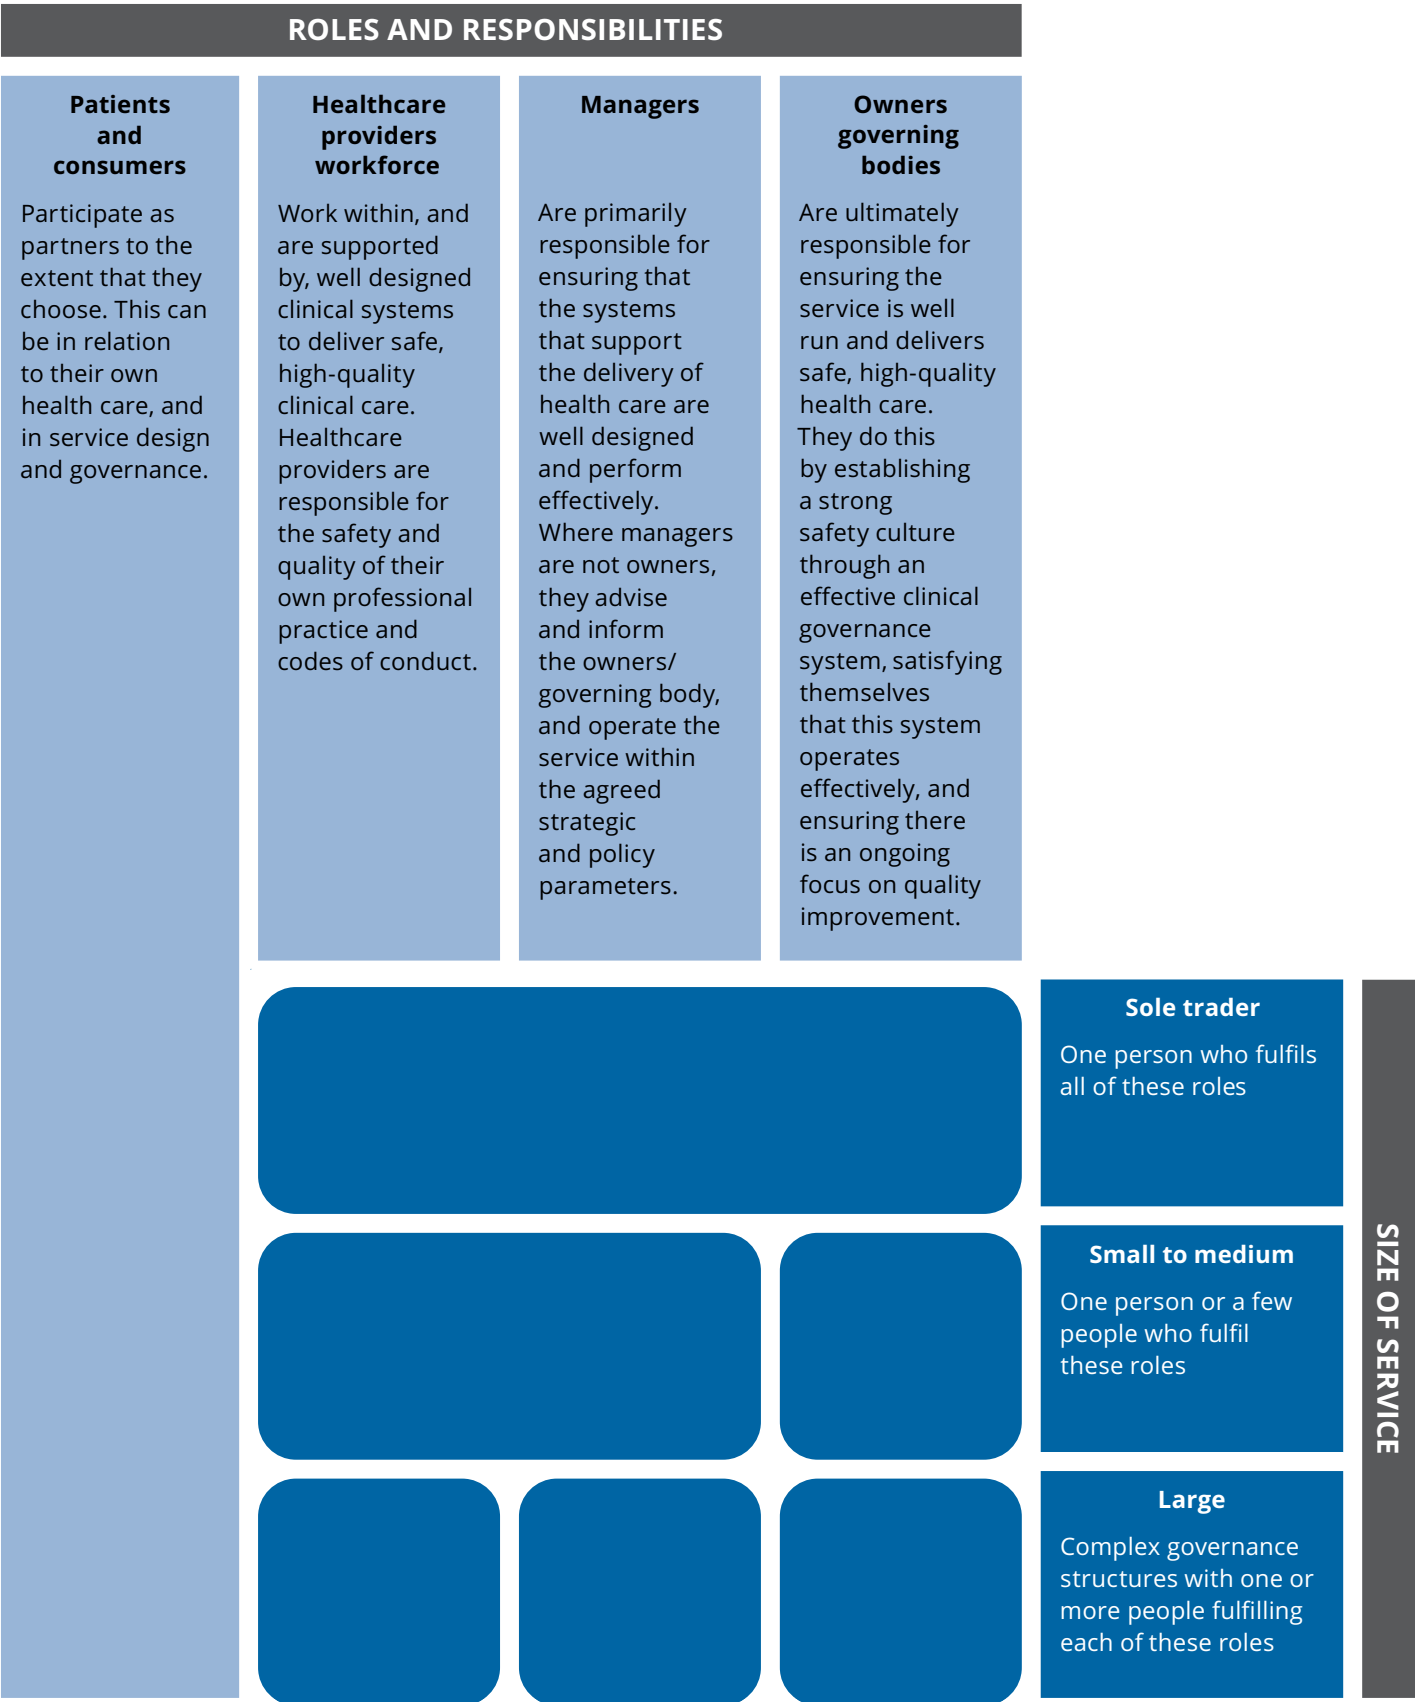 ROLES AND RESPONSIBILITIES
Patients
and
consumers
Participate as
partners to the
extent that they
choose. This can
be in relation
to their own
health care, and
in service design
and governance.
Healthcare
providers
workforce
Work within, and
are supported
by, well designed
clinical systems
to deliver safe,
high-quality
clinical care.
Healthcare
providers are
responsible for
the safety and
quality of their
own professional
practice and
codes of conduct.
Managers
Are primarily
responsible for
ensuring that
the systems
that support
the delivery of
health care are
well designed
and perform
effectively.
Where managers
are not owners,
they advise
and inform
the owners/
governing body,
and operate the
service within
the agreed
strategic
and policy
parameters.
Owners
governing
bodies
Are ultimately
responsible for
ensuring the
service is well
run and delivers
safe, high-quality
health care.
They do this
by establishing
a strong
safety culture
through an
effective clinical
governance
system, satisfying
themselves
that this system
operates
effectively, and
ensuring there
is an ongoing
focus on quality
improvement.
Sole trader
One person who fulfils
all of these roles
Small to medium
One person or a few
people who fulfil
these roles
Large
Complex governance
structures with one or
more people fulfilling
each of these roles
SIZE OF SERVICE